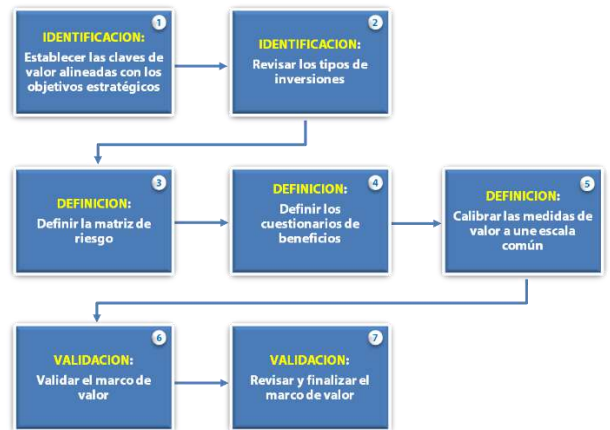 1
IDENTIFICACION:
Establecer las claves de
valor alineadas con los
objetivos estratégicos
2
IDENTIFICACION:
Revisar los tipos de
inversiones
3
DEFINICION:
Definir la matriz de
riesgo
4
DEFINICION:
Definir los
cuestionarios de
beneficios
5
DEFINICION:
Calibrar las medidas de
valor a une escala
común
6
VALIDACION:
Validar el marco de
valor
7
VALIDACION:
Revisar y finalizar el
marco de valor